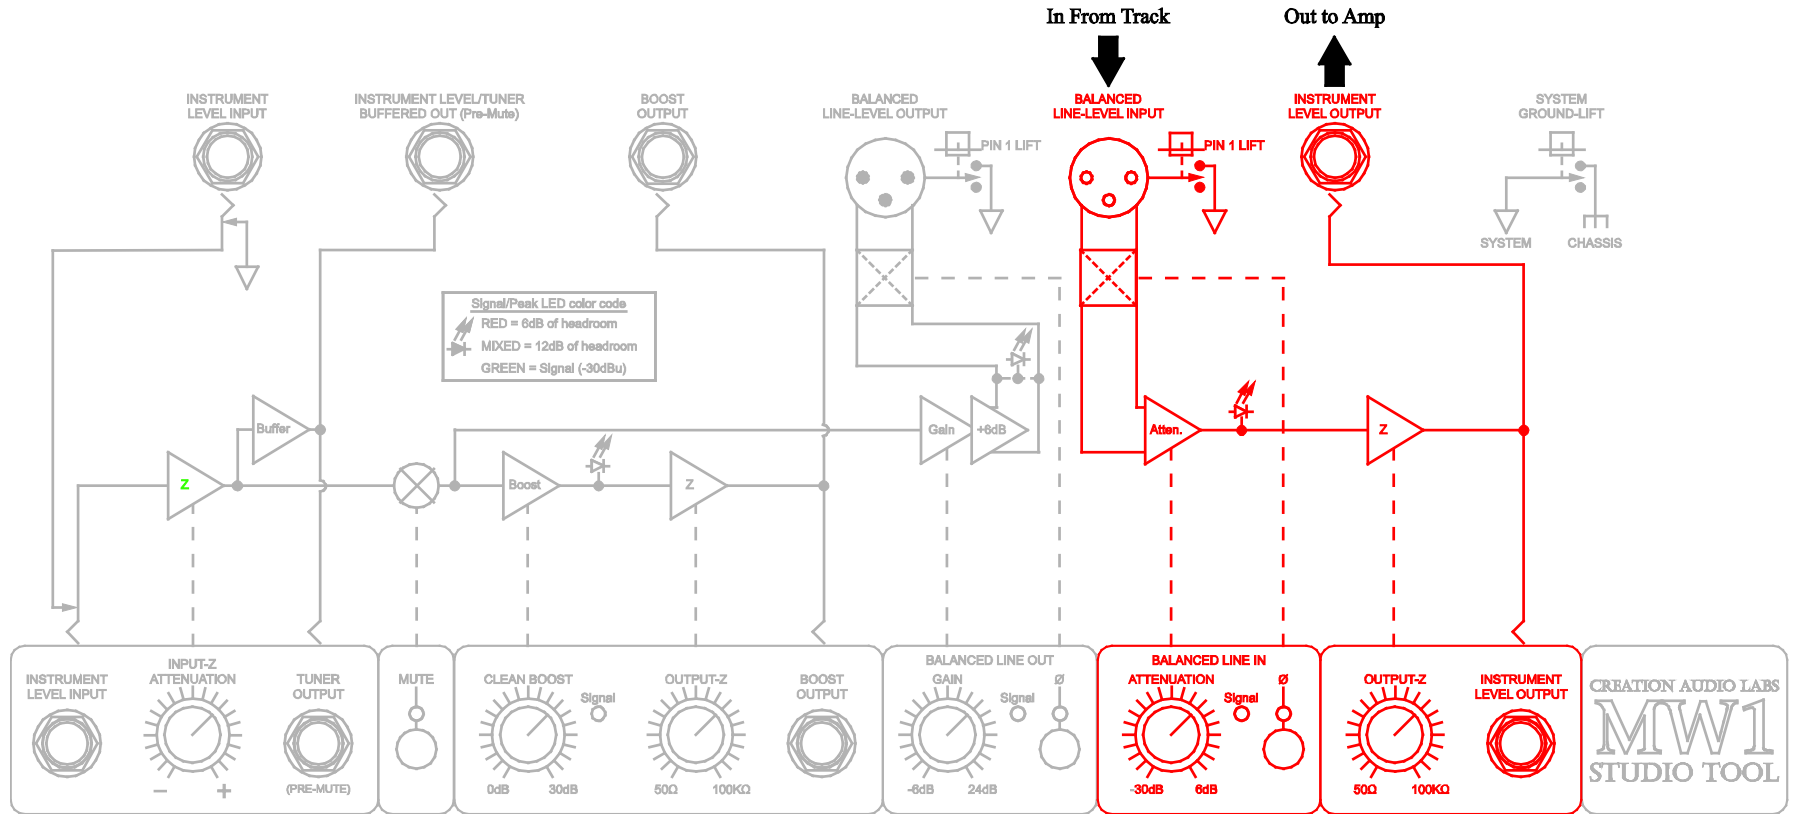 In From Track
Out to Amp
INSTRUMENT
LEVEL INPUT
INSTRUMENT LEVEL/TUNER
BUFFERED OUT (Pre-Mute)
BOOST
OUTPUT
BALANCED
LINE-LEVEL OUTPUT
PIN 1 LIFT
BALANCED
LINE-LEVEL INPUT
PIN 1 LIFT
INSTRUMENT
LEVEL OUTPUT
SYSTEM
GROUND-LIFT
SYSTEM
CHASSIS
Signal/Peak LED color code
RED = 6dB of headroom
MIXED = 12dB of headroom
GREEN = Signal (-30dBu)
Buffer
Z
Boost
Z
Gain
+6dB
Atten.
Z
INSTRUMENT
LEVEL INPUT
INPUT-Z
ATTENUATION
− +
TUNER
OUTPUT
(PRE-MUTE)
MUTE
CLEAN BOOST
Signal
0dB 30dB
OUTPUT-Z
50Ω 100KΩ
BOOST
OUTPUT
BALANCED LINE OUT
GAIN
Signal
Ø
-6dB 24dB
BALANCED LINE IN
ATTENUATION
Signal
Ø
-30dB 6dB
OUTPUT-Z
50Ω 100KΩ
INSTRUMENT
LEVEL OUTPUT
CREATION AUDIO LABS
MW1
STUDIO TOOL